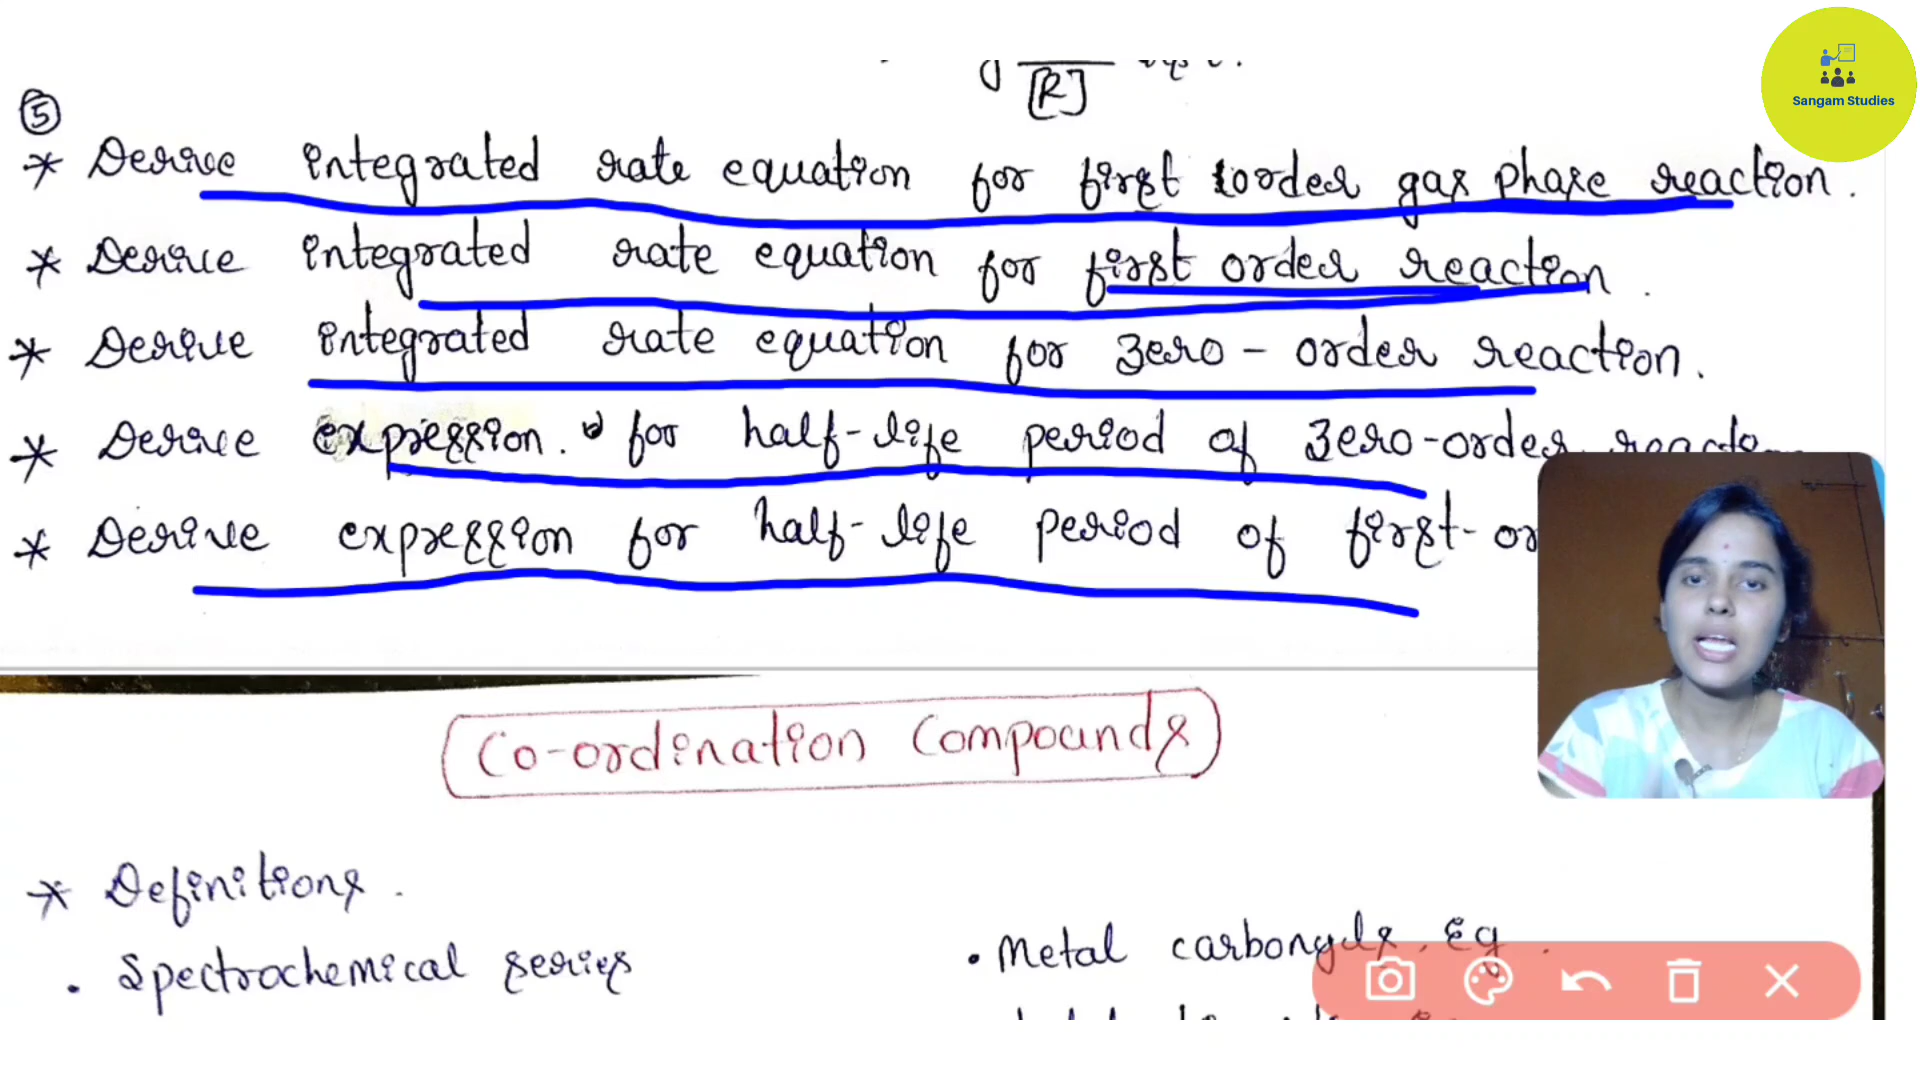 [R]
Sangam Studies
5
* Derive integrated rate equation for first order gas phase reaction.
* Derive integrated rate equation for first order reaction.
* Derive integrated rate equation for zero - order reaction.
* Derive expression. for half-life period of zero-order
* Derive expression for half-life period of first-or
Co-ordination Compounds
* Definitions.
. Spectrochemical series
. Metal carbonyls. Eg.